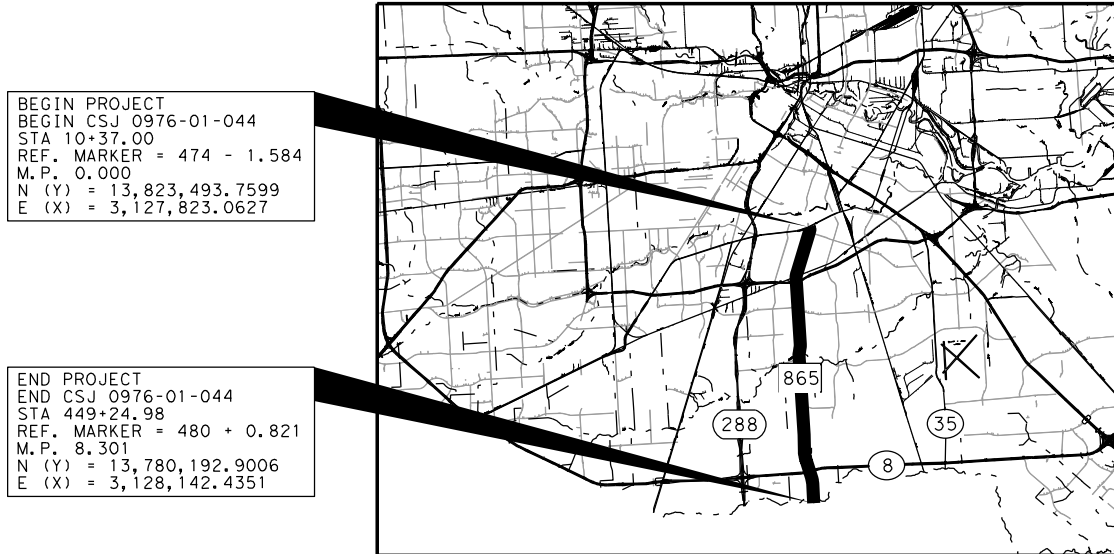 BEGIN PROJECT
BEGIN CSJ 0976-01-044
STA 10+37.00
REF. MARKER = 474 - 1.584
M.P. 0.000
N (Y) = 13,823,493.7599
E (X) = 3,127,823.0627
END PROJECT
END CSJ 0976-01-044
STA 449+24.98
REF. MARKER = 480 + 0.821
M.P. 8.301
N (Y) = 13,780,192.9006
E (X) = 3,128,142.4351
865
288
35
8